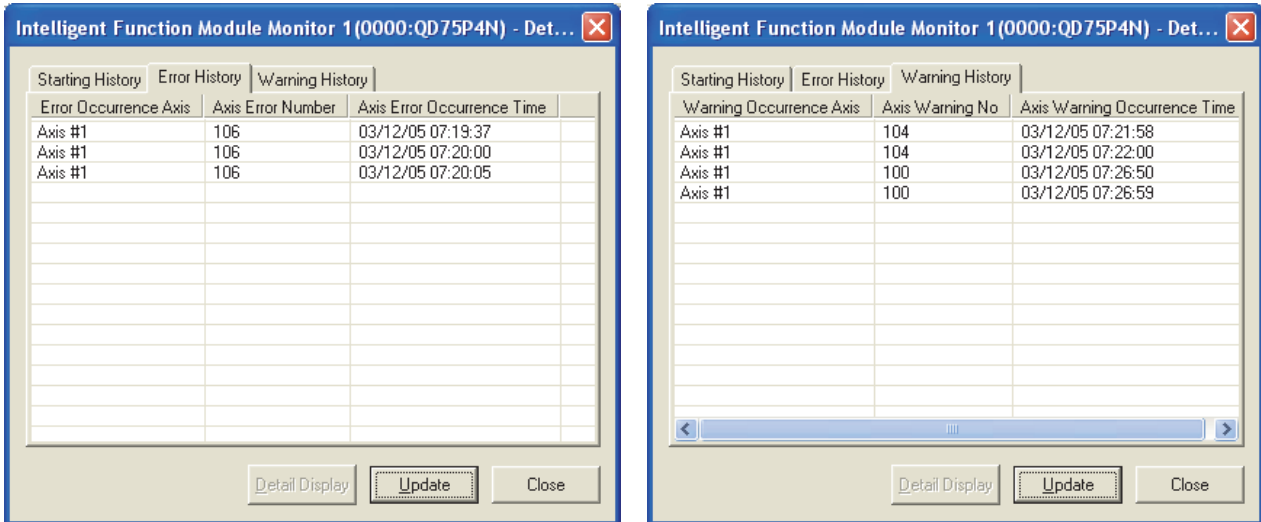 Intelligent Function Module Monitor 1(0000:QD75P4N) - Det...
Starting History Error History Warning History
Error Occurrence Axis Axis Error Number Axis Error Occurrence Time
Axis #1 106 03/12/05 07:19:37
Axis #1 106 03/12/05 07:20:00
Axis #1 106 03/12/05 07:20:05
Detail Display Update Close
Intelligent Function Module Monitor 1(0000:QD75P4N) - Det...
Starting History Error History Warning History
Warning Occurrence Axis Axis Warning No Axis Warning Occurrence Time
Axis #1 104 03/12/05 07:21:58
Axis #1 104 03/12/05 07:22:00
Axis #1 100 03/12/05 07:26:50
Axis #1 100 03/12/05 07:26:59
Detail Display Update Close